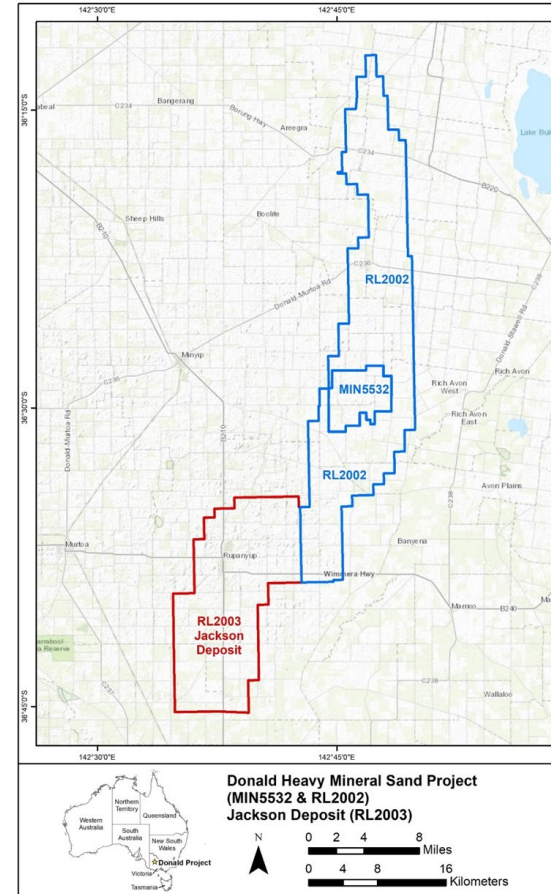 142°30'0"E
142°45'0"E
36°15'0"S
36°30'0"S
36°45'0"S
C234
Bangerang
Borung Hwy
Areegra
C234
Lake Bul
B220
Sheep Hills
Boolite
B210
C236
RL2002
C238
Donald-Murtoa Rd
Donald-Stawell Rd
Minyip
C236
MIN5532
Rich Avon
West
Rich Avon
Rich Avon
East
Donald-Murtoa Rd
B210
RL2002
C238
Avon Plains
Murtoa
Rupanyup
Banyena
Wimmera Hwy
Marnoo
B240
RL2003
Jackson
Deposit
Reserve
C237
C239
Wallaloo
142°30'0"E
142°45'0"E
Donald Heavy Mineral Sand Project
(MIN5532 & RL2002)
Jackson Deposit (RL2003)
Northern
Territory
Queensland
Western
Australia
South
Australia
New South
Wales
Donald Project
Victoria
Tasmania
N
0 2 4 8
Miles
0 4 8 16
Kilometers